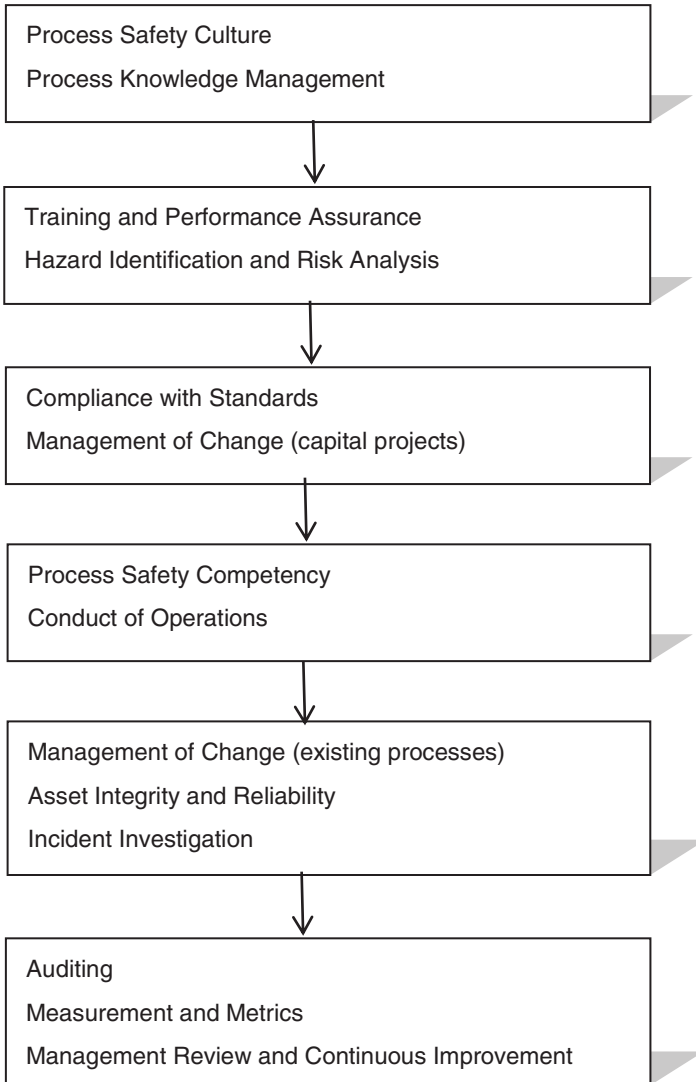 Process Safety Culture
Process Knowledge Management
Training and Performance Assurance
Hazard Identification and Risk Analysis
Compliance with Standards
Management of Change (capital projects)
Process Safety Competency
Conduct of Operations
Management of Change (existing processes)
Asset Integrity and Reliability
Incident Investigation
Auditing
Measurement and Metrics
Management Review and Continuous Improvement